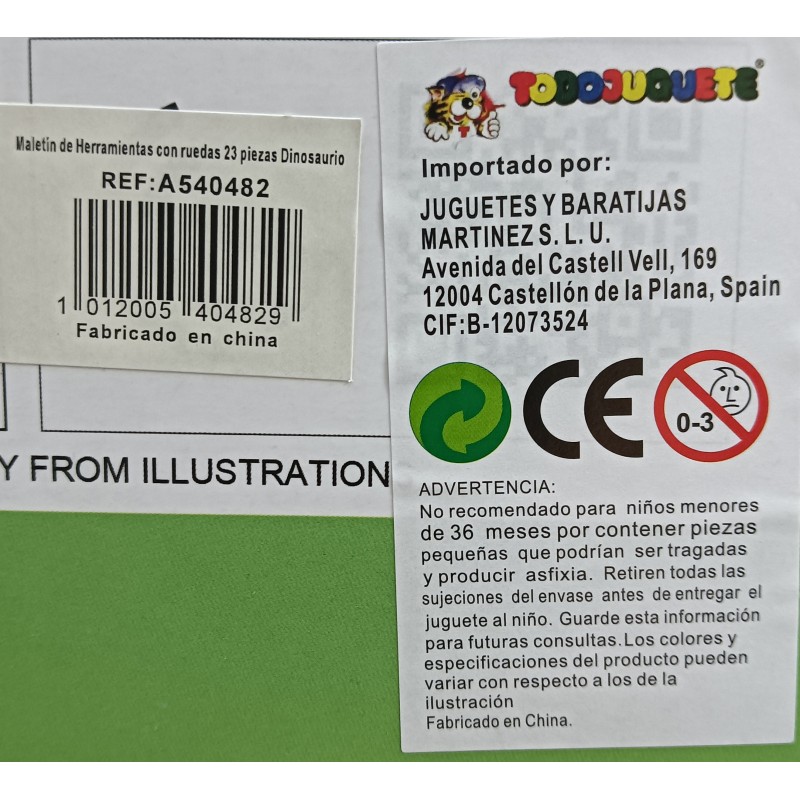 Maletín de Herramientas con ruedas 23 piezas Dinosaurio
REF:A540482
1 012005 404829
Fabricado en china
Y FROM ILLUSTRATION
TODOJUGUETE®
T
Importado por:
JUGUETES Y BARATIJAS
MARTINEZ S. L. U.
Avenida del Castell Vell, 169
12004 Castellón de la Plana, Spain
CIF:B-12073524
CE
0-3
ADVERTENCIA:
No recomendado para niños menores
de 36 meses por contener piezas
pequeñas que podrían ser tragadas
y producir asfixia. Retiren todas las
sujeciones del envase antes de entregar el
juguete al niño. Guarde esta información
para futuras consultas.Los colores y
especificaciones del producto pueden
variar con respecto a los de la
ilustración
Fabricado en China.